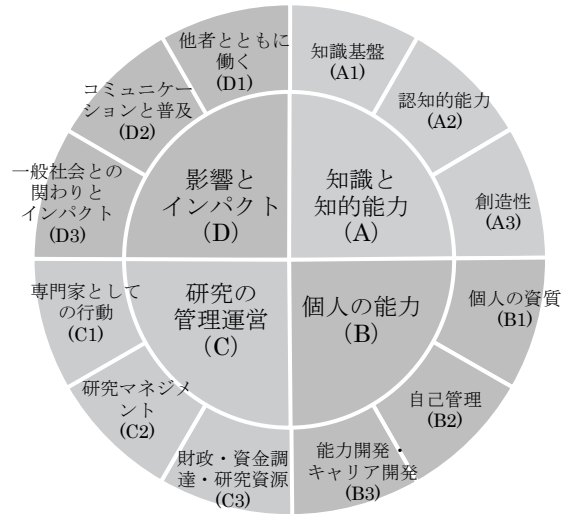 他者とともに
働く
(D1)
知識基盤
(A1)
コミュニケー
ションと普及
(D2)
認知的能力
(A2)
一般社会との
関わりと
インパクト
(D3)
影響と
インパクト
（D）
知識と
知的能力
（A）
創造性
(A3)
専門家として
の行動
(C1)
研究の
管理運営
（C）
個人の能力
（B）
個人の資質
(B1)
研究マネジメ
ント
(C2)
自己管理
(B2)
財政・資金調
達・研究資源
(C3)
能力開発・
キャリア開発
(B3)